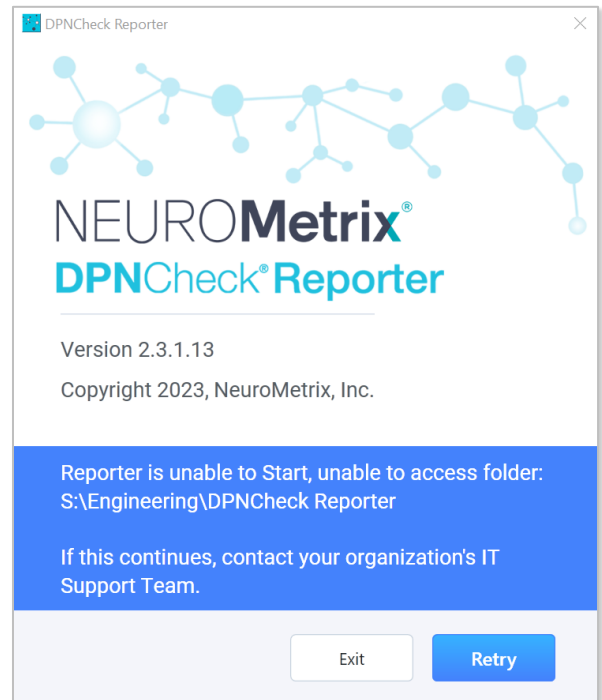 DPNCheck Reporter
NEUROMetrix®
DPNCheck® Reporter
Version 2.3.1.13
Copyright 2023, NeuroMetrix, Inc.
Reporter is unable to Start, unable to access folder:
S:\Engineering\DPNCheck Reporter
If this continues, contact your organization's IT
Support Team.
Exit
Retry